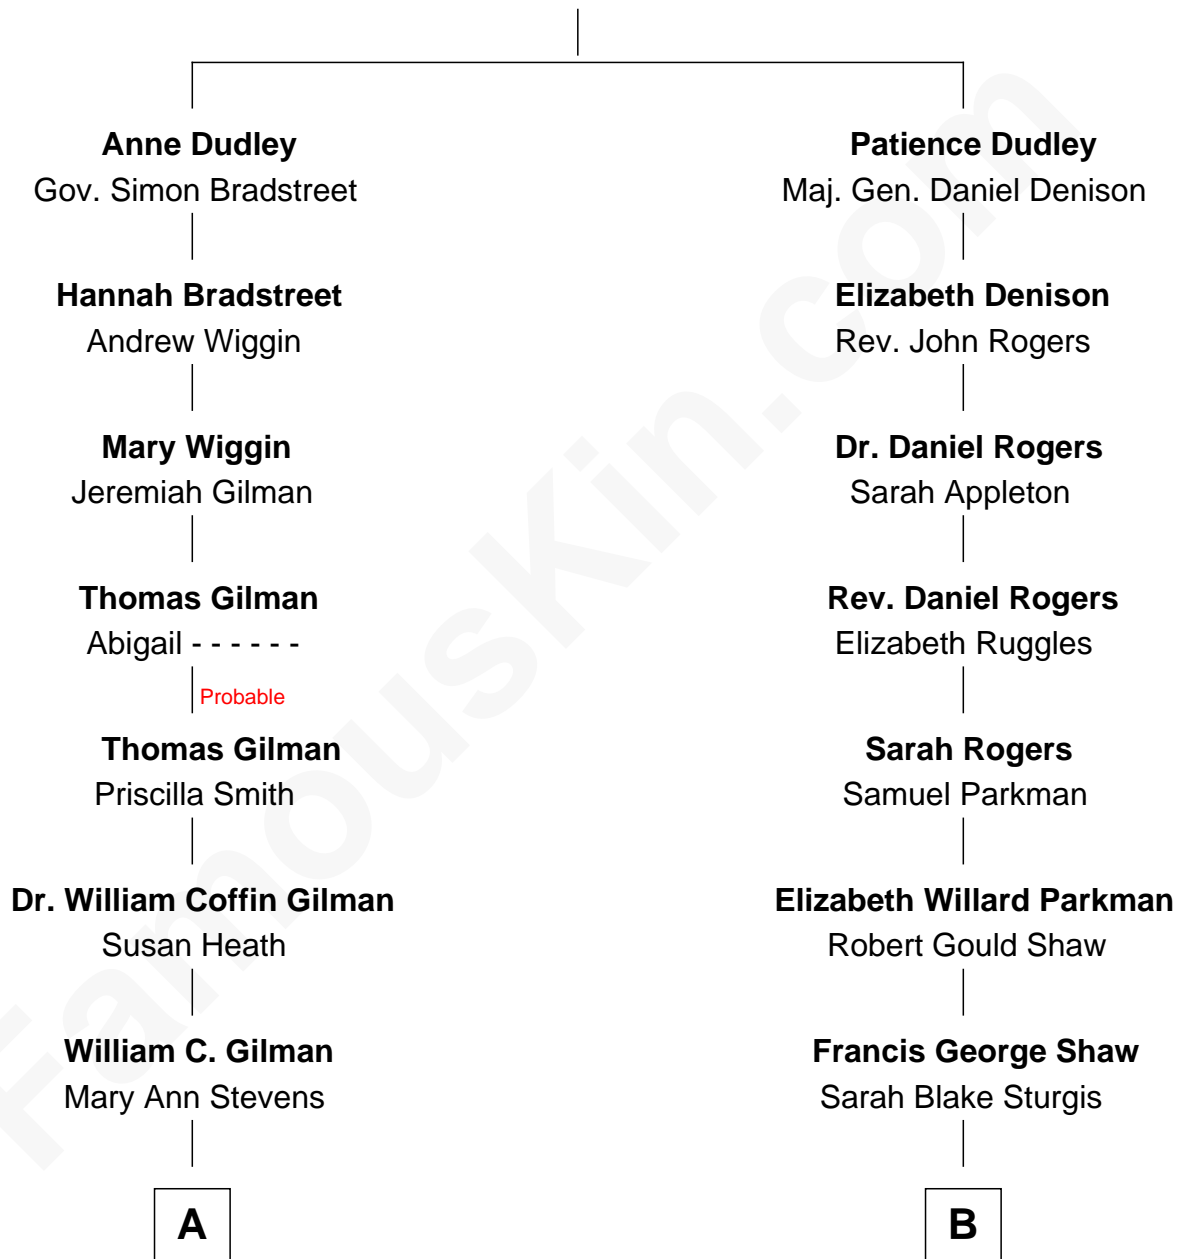 Anne Dudley
Gov. Simon Bradstreet
Hannah Bradstreet
Andrew Wiggin
Mary Wiggin
Jeremiah Gilman
Thomas Gilman
Abigail - - - - - -
Probable
Thomas Gilman
Priscilla Smith
Dr. William Coffin Gilman
Susan Heath
William C. Gilman
Mary Ann Stevens
A
Patience Dudley
Maj. Gen. Daniel Denison
Elizabeth Denison
Rev. John Rogers
Dr. Daniel Rogers
Sarah Appleton
Rev. Daniel Rogers
Elizabeth Ruggles
Sarah Rogers
Samuel Parkman
Elizabeth Willard Parkman
Robert Gould Shaw
Francis George Shaw
Sarah Blake Sturgis
B
FamousKin.com